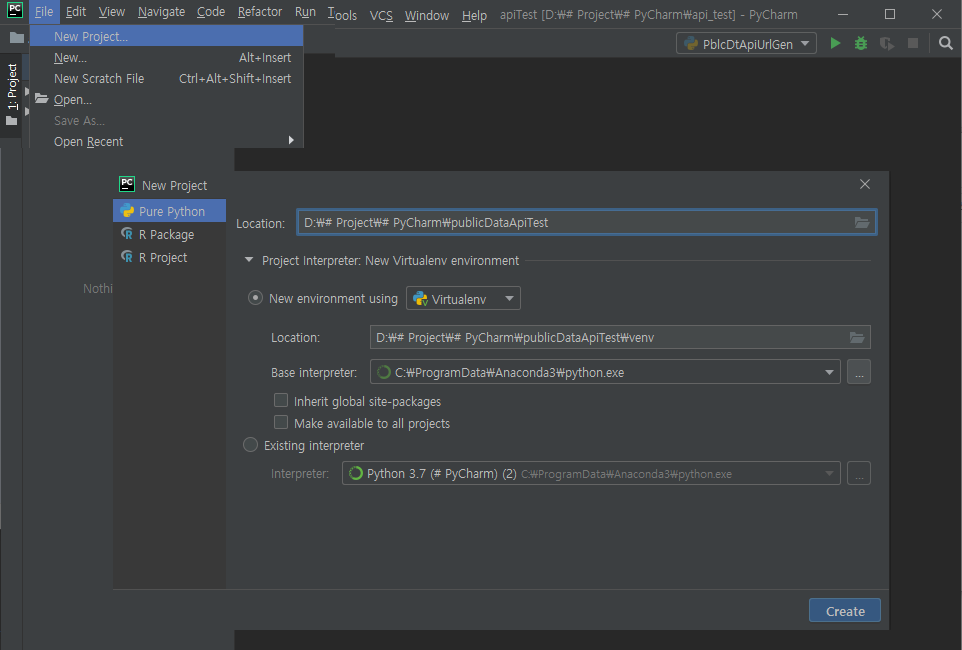 PC File Edit View Navigate Code Refactor Run Tools VCS Window Help apiTest [D:₩# Project₩# PyCharm₩api_test] - PyCharm
New Project...
PblcDtApiUrlGen
New... Alt+Insert
New Scratch File Ctrl+Alt+Shift+Insert
1: Project
Open...
Save As...
Open Recent
PC New Project
Pure Python
R Package
R Project
Nothi
Location: D:₩# Project₩# PyCharm₩publicDataApiTest
Project Interpreter: New Virtualenv environment
New environment using Virtualenv
Location: D:₩# Project₩# PyCharm₩publicDataApiTest₩venv
Base interpreter: C:₩ProgramData₩Anaconda3₩python.exe ...
Inherit global site-packages
Make available to all projects
Existing interpreter
Interpreter: Python 3.7 (# PyCharm) (2) C:₩ProgramData₩Anaconda3₩python.exe ...
Create